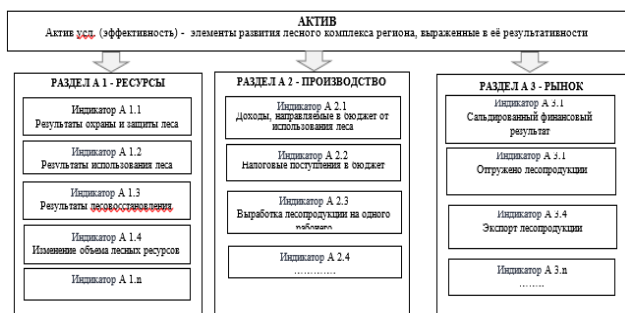 АКТИВ
Актив усл. (эффективность) - элементы развития лесного комплекса региона, выраженные в её результативности
РАЗДЕЛ А 1 - РЕСУРСЫ
Индикатор А 1.1
Результаты охраны и защиты леса
Индикатор А 1.2
Результаты использования леса
Индикатор А 1.3
Результаты лесовосстановления
Индикатор А 1.4
Изменение объема лесных ресурсов
Индикатор А 1.n
РАЗДЕЛ А 2 - ПРОИЗВОДСТВО
Индикатор А 2.1
Доходы, направляемые в бюджет от
использования леса
Индикатор А 2.2
Налоговые поступления в бюджет
Индикатор А 2.3
Выработка лесопродукции на одного
рабочего
Индикатор А 2.4
………….
РАЗДЕЛ А 3 - РЫНОК
Индикатор А 3.1
Сальдированный финансовый
результат
Индикатор А 3.1
Отгружено лесопродукции
Индикатор А 3.4
Экспорт лесопродукции
Индикатор А 3.n
……..